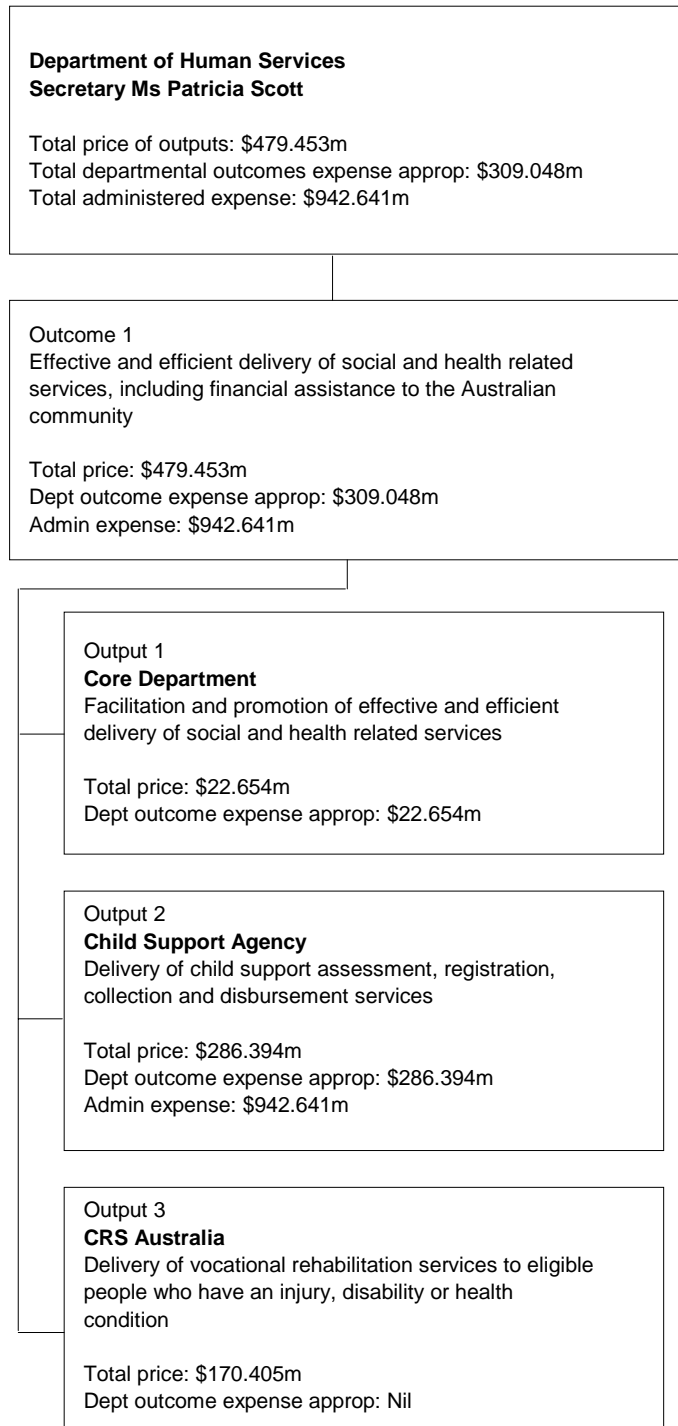 Department of Human Services
Secretary Ms Patricia Scott
Total price of outputs: $479.453m
Total departmental outcomes expense approp: $309.048m
Total administered expense: $942.641m
Outcome 1
Effective and efficient delivery of social and health related
services, including financial assistance to the Australian
community
Total price: $479.453m
Dept outcome expense approp: $309.048m
Admin expense: $942.641m
Output 1
Core Department
Facilitation and promotion of effective and efficient
delivery of social and health related services
Total price: $22.654m
Dept outcome expense approp: $22.654m
Output 2
Child Support Agency
Delivery of child support assessment, registration,
collection and disbursement services
Total price: $286.394m
Dept outcome expense approp: $286.394m
Admin expense: $942.641m
Output 3
CRS Australia
Delivery of vocational rehabilitation services to eligible
people who have an injury, disability or health
condition
Total price: $170.405m
Dept outcome expense approp: Nil